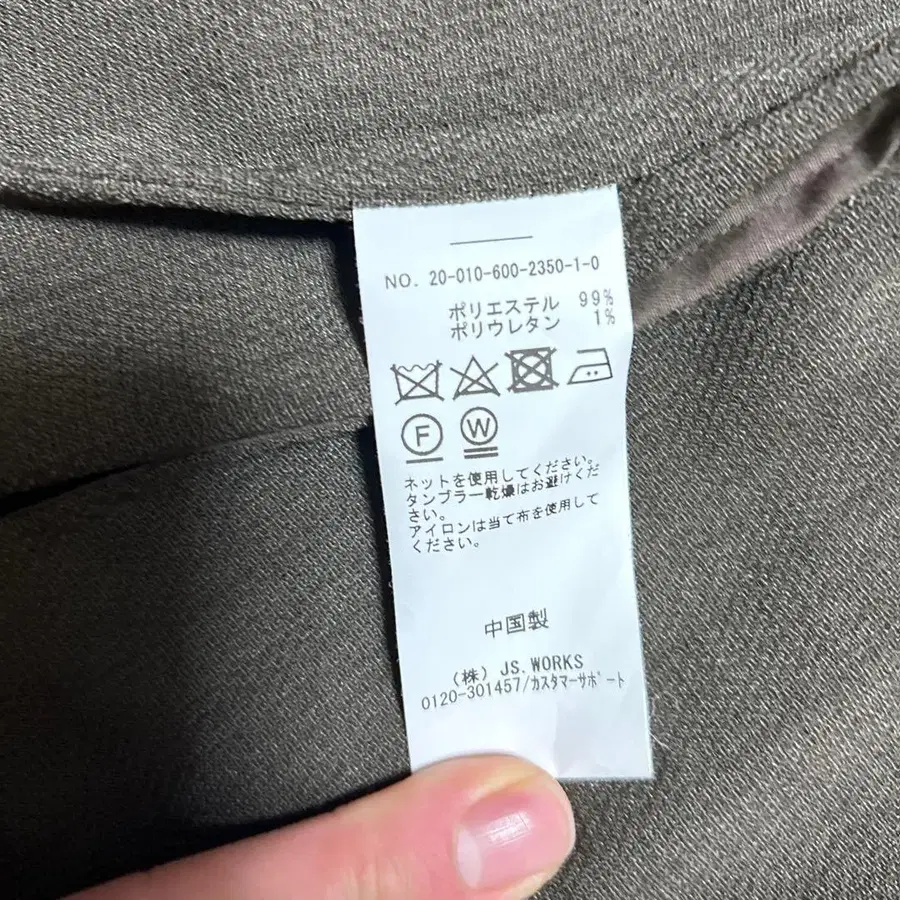 NO. 20-010-600-2350-1-0
ポリエステル 99%
ポリウレタン 1%
F W
ネットを使用してください。
タンブラー乾燥はお避けくだ
さい。
アイロンは当て布を使用して
ください。
中国製
(株) JS.WORKS
0120-301457/カスタマーサポート